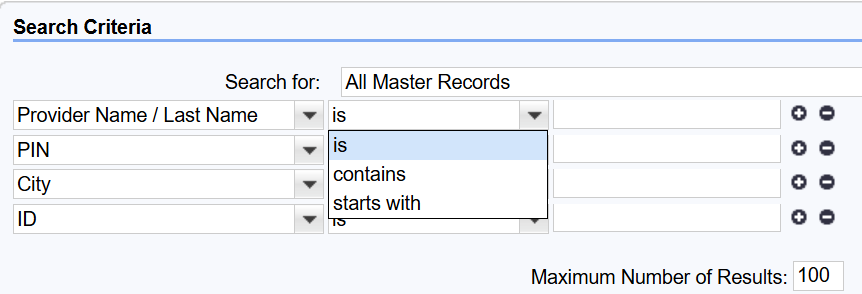 Search Criteria
Search for: All Master Records
Provider Name / Last Name is
PIN is
contains
City
starts with
ID is
Maximum Number of Results: 100